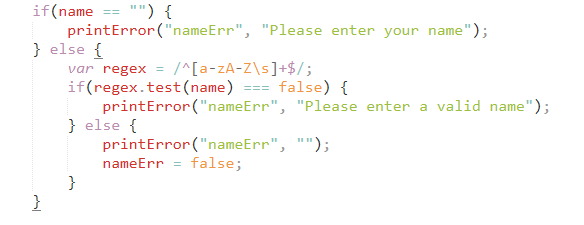 if(name == "") {
    printError("nameErr", "Please enter your name");
} else {
    var regex = /^[a-zA-Z\s]+$/;
    if(regex.test(name) === false) {
        printError("nameErr", "Please enter a valid name");
    } else {
        printError("nameErr", "");
        nameErr = false;
    }
}